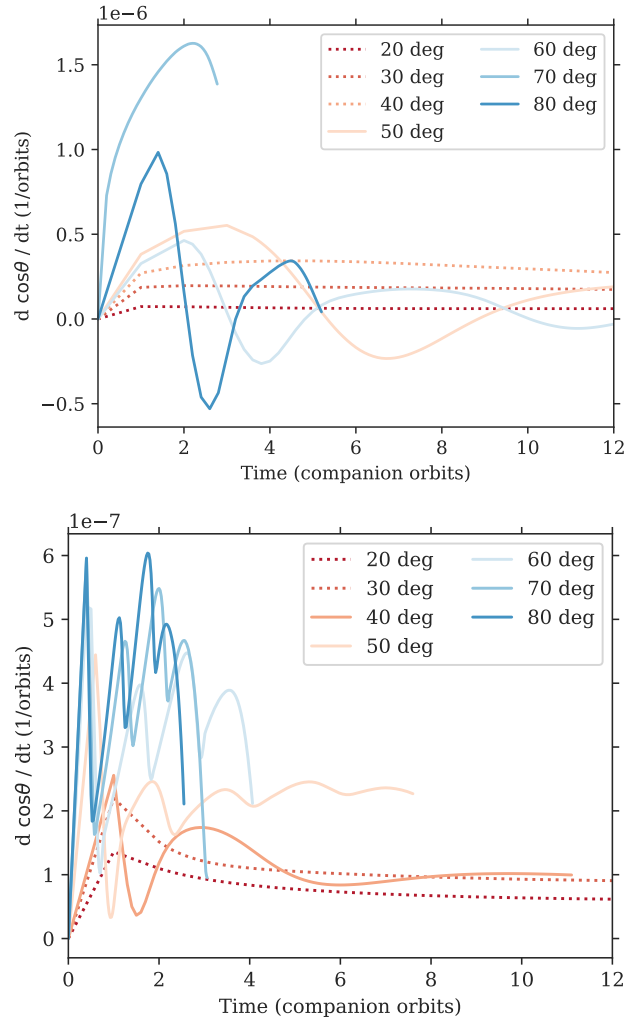 1e−6
1.5
1.0
0.5
0.0
−0.5
d cosθ / dt (1/orbits)
20 deg
30 deg
40 deg
50 deg
60 deg
70 deg
80 deg
0 2 4 6 8 10 12
Time (companion orbits)
1e−7
6
5
4
3
2
1
0
d cosθ / dt (1/orbits)
20 deg
30 deg
40 deg
50 deg
60 deg
70 deg
80 deg
0 2 4 6 8 10 12
Time (companion orbits)